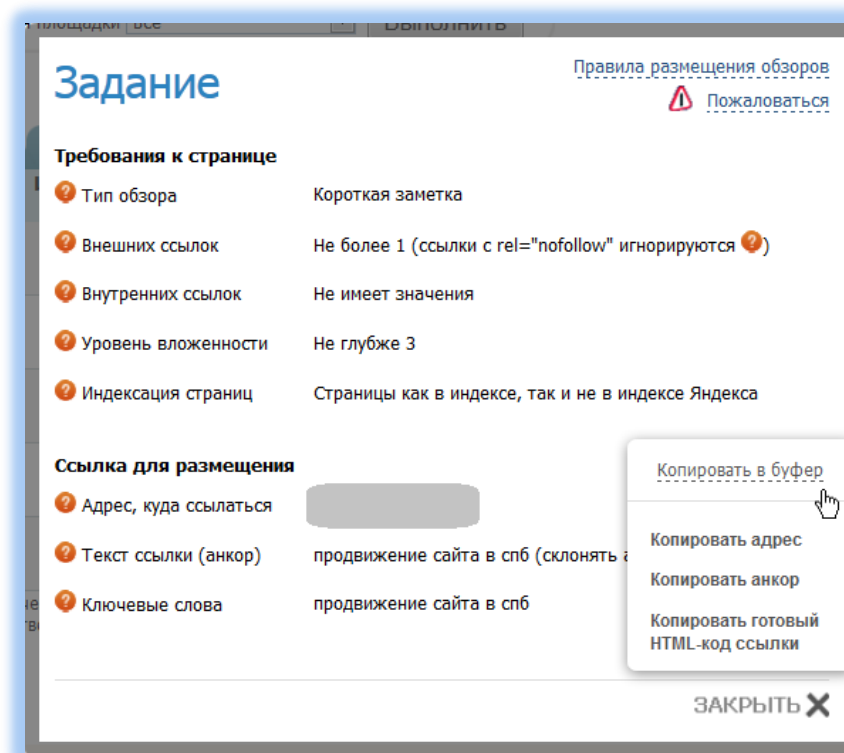 площадки Все ВЫПОЛНИТЬ
Задание
Правила размещения обзоров
Пожаловаться
Требования к странице
Тип обзора Короткая заметка
Внешних ссылок Не более 1 (ссылки с rel="nofollow" игнорируются ?)
Внутренних ссылок Не имеет значения
Уровень вложенности Не глубже 3
Индексация страниц Страницы как в индексе, так и не в индексе Яндекса
Ссылка для размещения
Копировать в буфер
Адрес, куда ссылаться
Копировать адрес
Текст ссылки (анкор) продвижение сайта в спб (склонять
Копировать анкор
Ключевые слова продвижение сайта в спб
Копировать готовый
HTML-код ссылки
ЗАКРЫТЬ